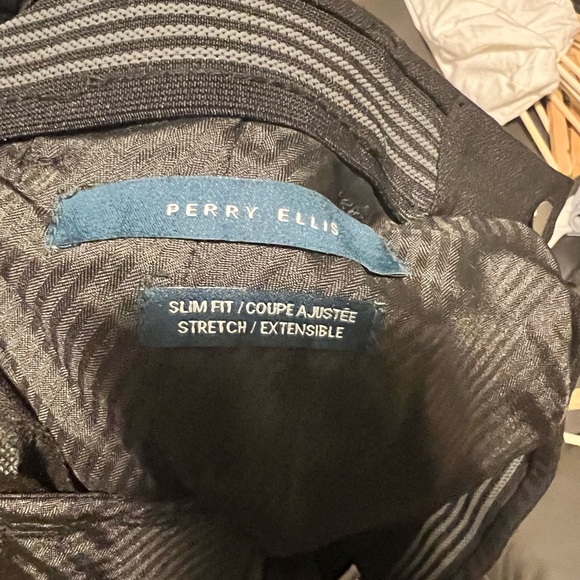 PERRY ELLIS
SLIM FIT / COUPE AJUSTÉE
STRETCH / EXTENSIBLE